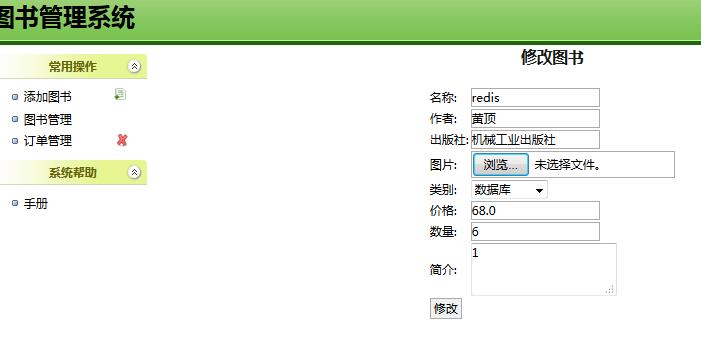 图书管理系统
常用操作
添加图书
图书管理
订单管理
系统帮助
手册
修改图书
名称: redis
作者: 黄顶
出版社: 机械工业出版社
图片: 浏览... 未选择文件。
类别: 数据库
价格: 68.0
数量: 6
简介: 1
修改